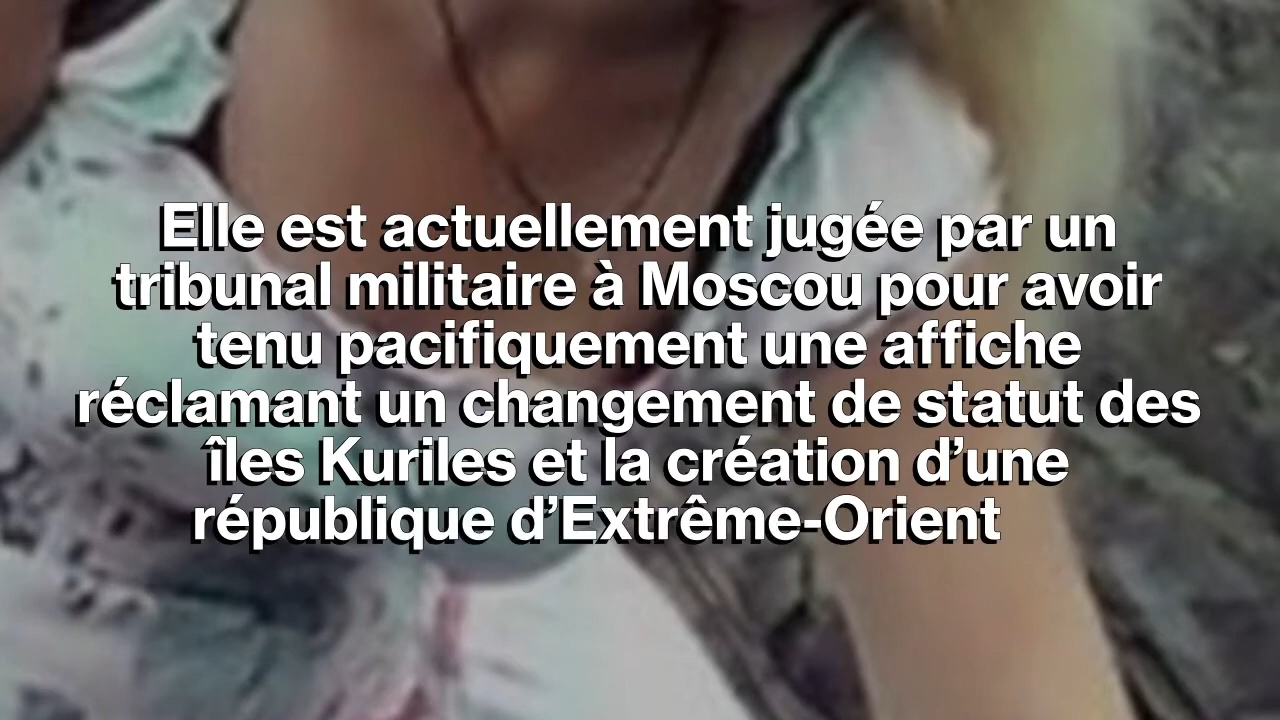 Elle est actuellement jugée par un
tribunal militaire à Moscou pour avoir
tenu pacifiquement une affiche
réclamant un changement de statut des
îles Kuriles et la création d’une
république d’Extrême-Orient